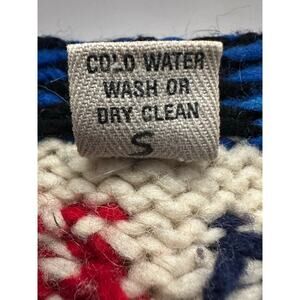 COLD WATER
WASH OR
DRY CLEAN
S